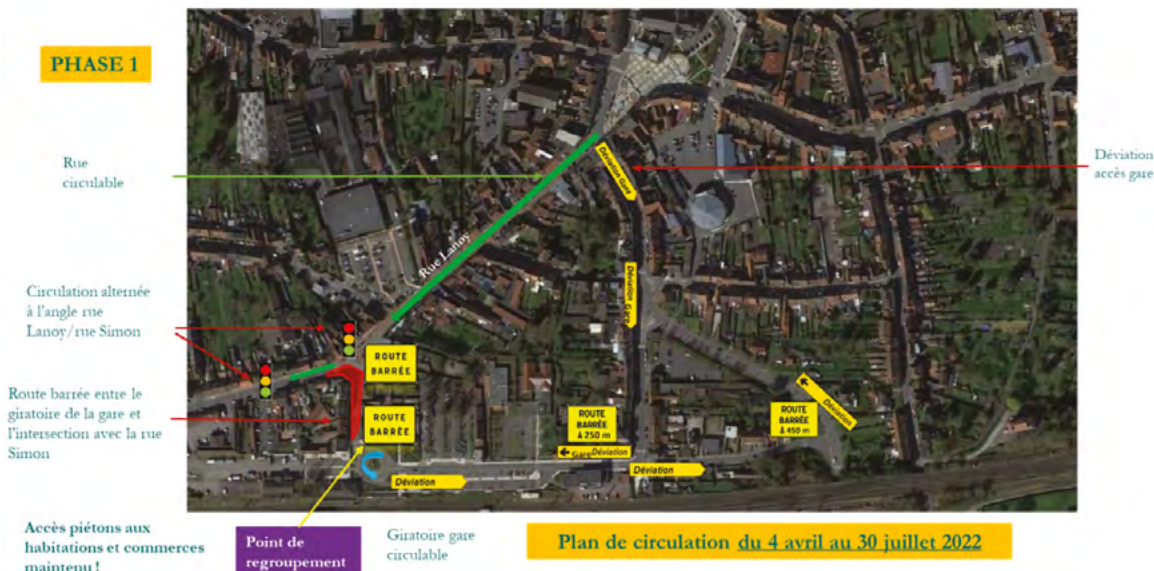 PHASE 1
Rue
circulable
Déviation Gare
Déviation
accès gare
Rue Lanoy
Déviation Gare
Circulation alternée
à l'angle rue
Lanoy/rue Simon
ROUTE
BARRÉE
Route barrée entre le
giratoire de la gare et
l'intersection avec la rue
Simon
ROUTE
BARRÉE
ROUTE
BARRÉE
à 250 m
ROUTE
BARRÉE
à 450 m
Déviation
Gare Déviation
Déviation
Déviation
Accès piétons aux
habitations et commerces
maintenu !
Point de
regroupement
Giratoire gare
circulable
Plan de circulation du 4 avril au 30 juillet 2022